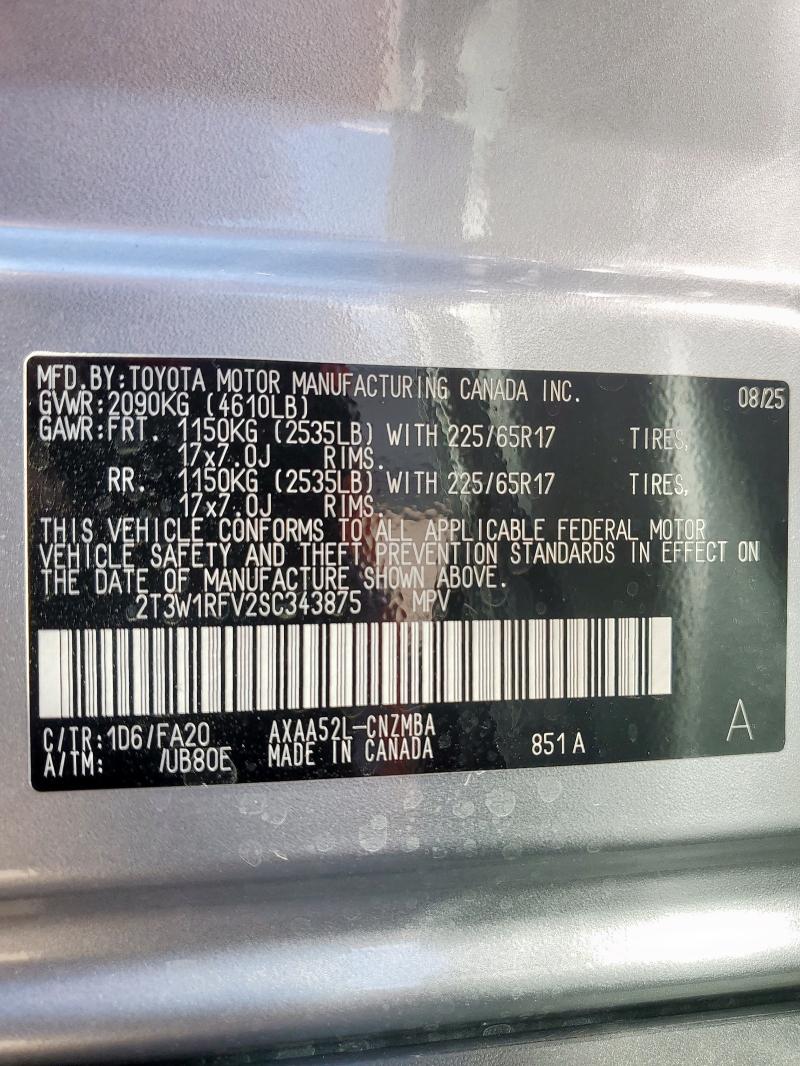 MFD.BY:TOYOTA MOTOR MANUFACTURING CANADA INC. 08/25
GVWR:2090KG (4610LB)
GAWR:FRT. 1150KG (2535LB) WITH 225/65R17 TIRES,
17x7.0J RIMS.
RR. 1150KG (2535LB) WITH 225/65R17 TIRES,
17x7.0J RIMS.
THIS VEHICLE CONFORMS TO ALL APPLICABLE FEDERAL MOTOR
VEHICLE SAFETY AND THEFT PREVENTION STANDARDS IN EFFECT ON
THE DATE OF MANUFACTURE SHOWN ABOVE.
2T3W1RFV2SC343875 MPV
C/TR:1D6/FA20 AXAA52L-CNZMBA
A/TM: /UB80E MADE IN CANADA 851A
A